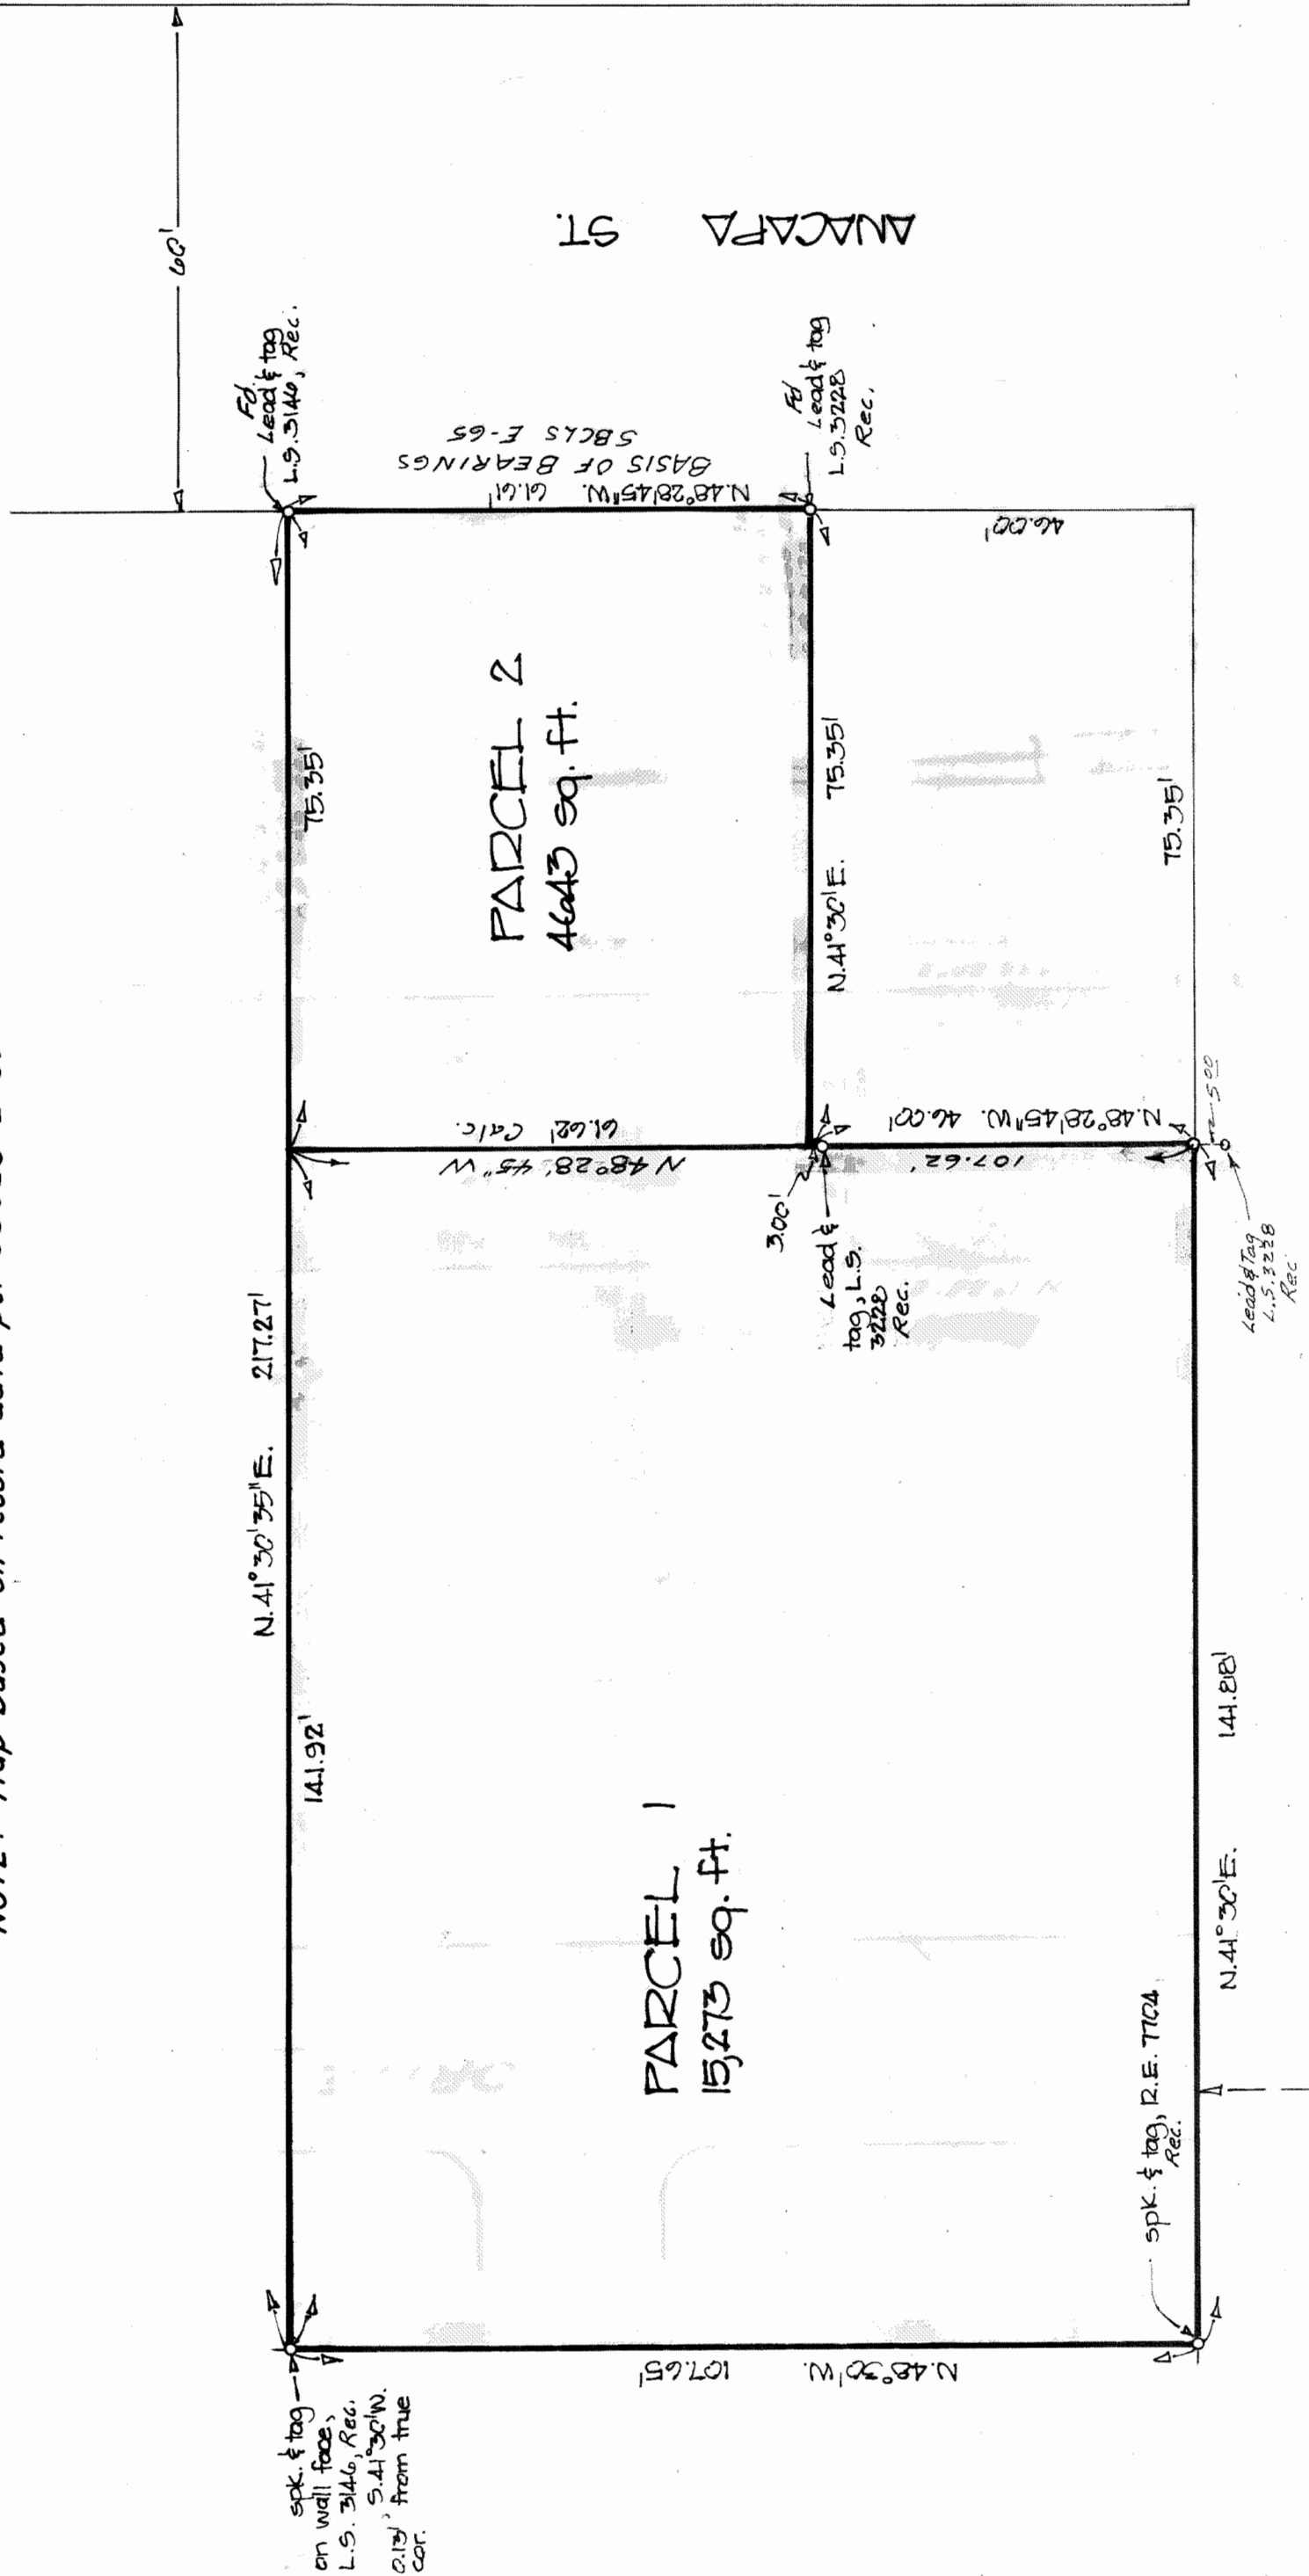 60'
ANACAPA ST.
Fd.
Lead & tag
L.S. 3146, Rec.
Fd
Lead & tag
L.S. 3228
Rec.
BASIS OF BEARINGS
SBCLS E-65
N.48°28'45"W. 61.61'
46.00'
75.35'
PARCEL 2
4643 sq. ft.
N.41°30'E. 75.35'
75.35'
61.62' Calc.
N 48° 28' 45" W
N.48°28'45"W. 46.00'
107.62'
3.00'
Lead &
tag, L.S.
3228
Rec.
5.00
Lead & Tag
L.S. 3228
Rec
N.41°30'35"E. 217.27'
141.92'
PARCEL 1
15,273 sq. ft.
N.41°30'E. 141.88'
spk. & tag, R.E. 7704
Rec.
N.48°30'W. 107.65'
spk. & tag
on wall face,
L.S. 3146, Rec.
S.41°30'W.
0.13' from true
cor.